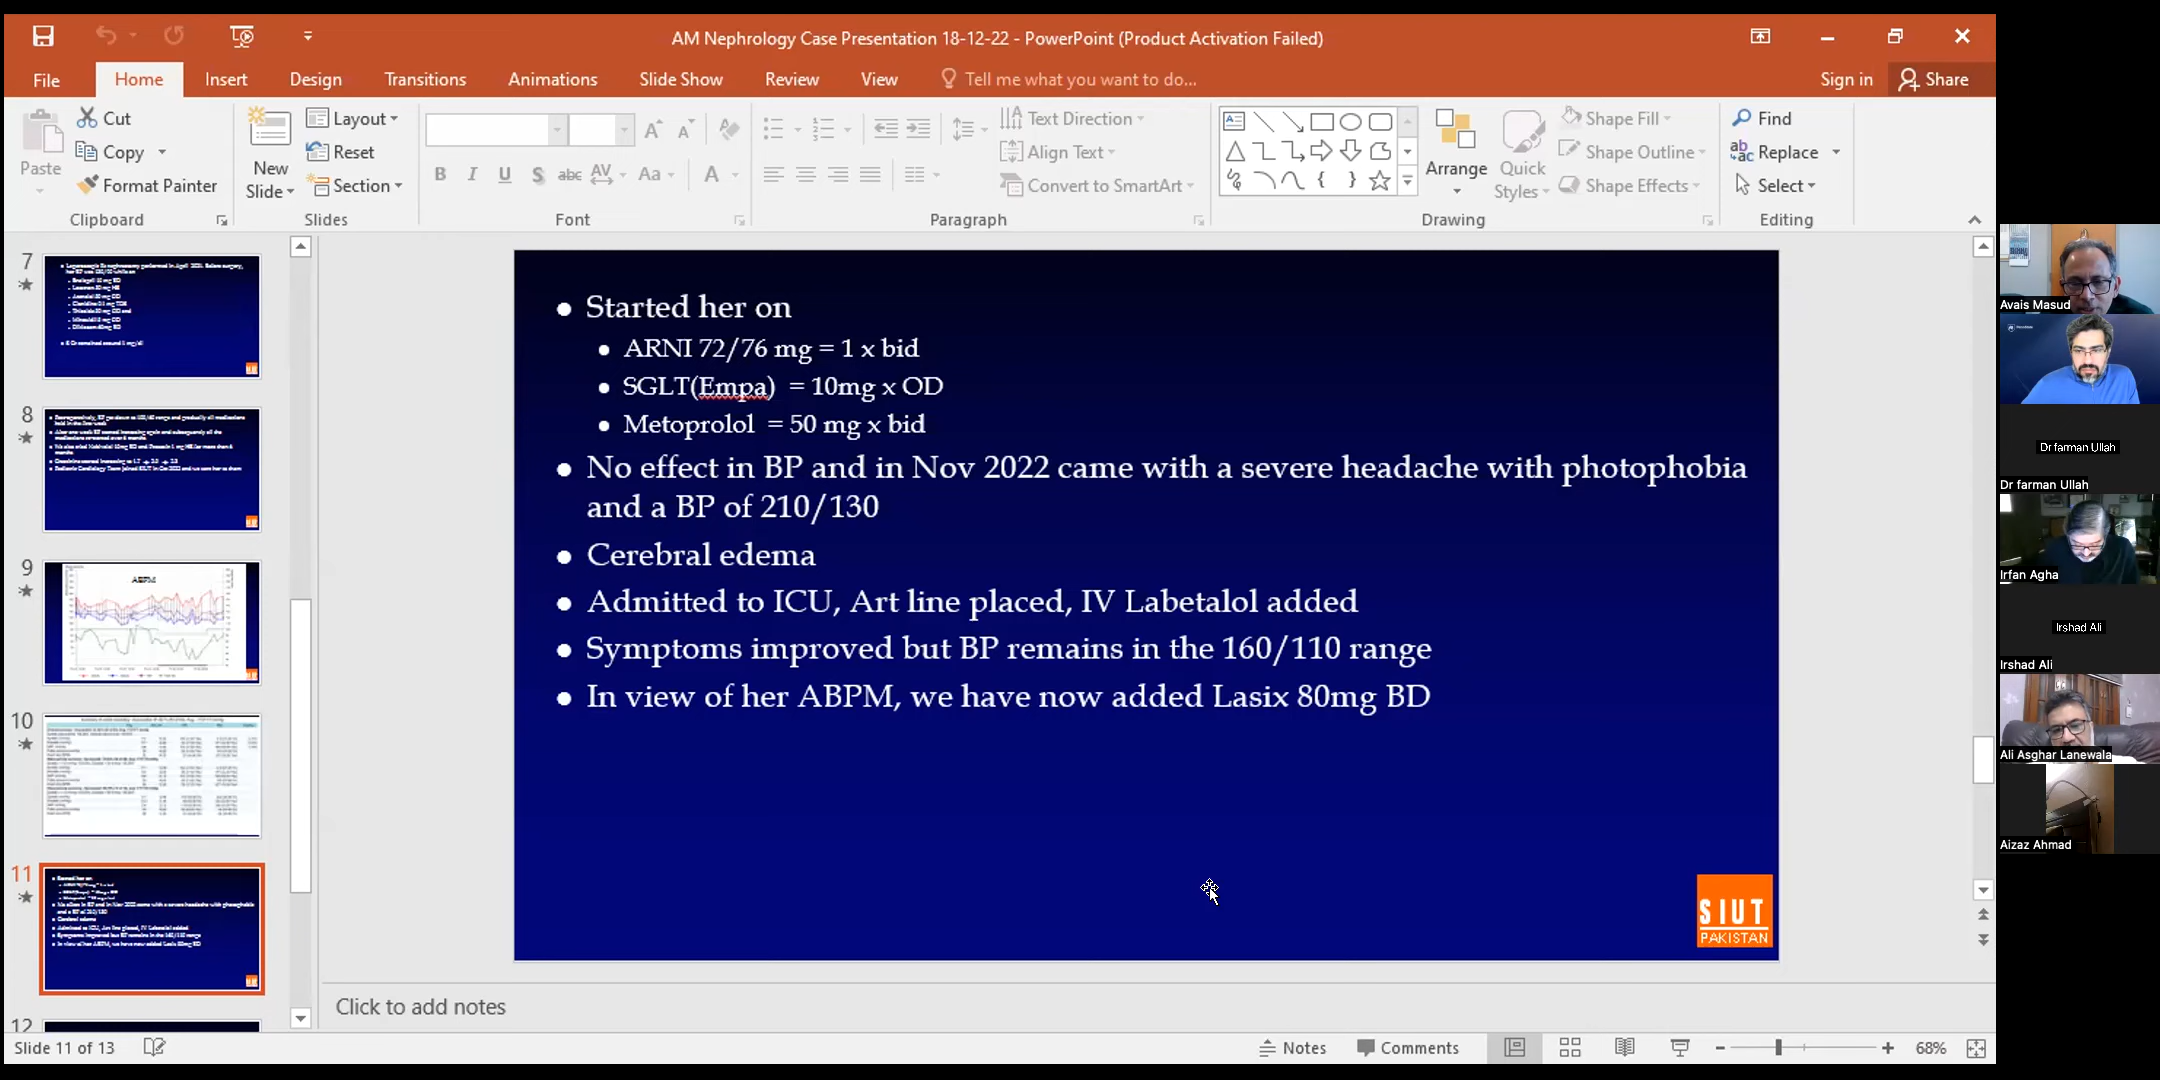 AM Nephrology Case Presentation 18-12-22 - PowerPoint (Product Activation Failed)
File Home Insert Design Transitions Animations Slide Show Review View Tell me what you want to do... Sign in Share
Paste
Cut
Copy
Format Painter
Clipboard
New Slide
Layout
Reset
Section
Slides
Font
Text Direction
Align Text
Convert to SmartArt
Paragraph
Arrange
Quick Styles
Shape Fill
Shape Outline
Shape Effects
Drawing
Find
Replace
Select
Editing
7
8
9
ABPM
10
11
12
• Started her on
• ARNI 72/76 mg = 1 x bid
• SGLT(Empa) = 10mg x OD
• Metoprolol = 50 mg x bid
• No effect in BP and in Nov 2022 came with a severe headache with photophobia
and a BP of 210/130
• Cerebral edema
• Admitted to ICU, Art line placed, IV Labetalol added
• Symptoms improved but BP remains in the 160/110 range
• In view of her ABPM, we have now added Lasix 80mg BD
SIUT
PAKISTAN
Click to add notes
Slide 11 of 13
Notes Comments 68%
Avais Masud
Dr farman Ullah
Dr farman Ullah
Irfan Agha
Irshad Ali
Irshad Ali
Ali Asghar Lanewala
Aizaz Ahmad